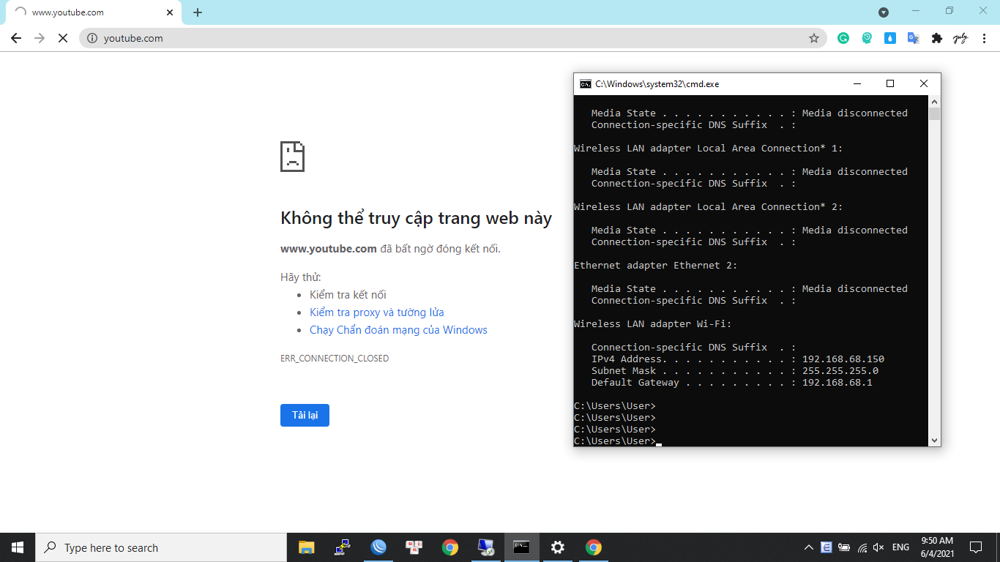 www.youtube.com
youtube.com
july
Không thể truy cập trang web này
www.youtube.com đã bất ngờ đóng kết nối.
Hãy thử:
Kiểm tra kết nối
Kiểm tra proxy và tường lửa
Chạy Chẩn đoán mạng của Windows
ERR_CONNECTION_CLOSED
Tải lại
C:\Windows\system32\cmd.exe
Media State . . . . . . . . . . . : Media disconnected
Connection-specific DNS Suffix  . :
Wireless LAN adapter Local Area Connection* 1:
Media State . . . . . . . . . . . : Media disconnected
Connection-specific DNS Suffix  . :
Wireless LAN adapter Local Area Connection* 2:
Media State . . . . . . . . . . . : Media disconnected
Connection-specific DNS Suffix  . :
Ethernet adapter Ethernet 2:
Media State . . . . . . . . . . . : Media disconnected
Connection-specific DNS Suffix  . :
Wireless LAN adapter Wi-Fi:
Connection-specific DNS Suffix  . :
IPv4 Address. . . . . . . . . . . : 192.168.68.150
Subnet Mask . . . . . . . . . . . : 255.255.255.0
Default Gateway . . . . . . . . . : 192.168.68.1
C:\Users\User>
C:\Users\User>
C:\Users\User>
C:\Users\User>
Type here to search
ENG
9:50 AM
6/4/2021